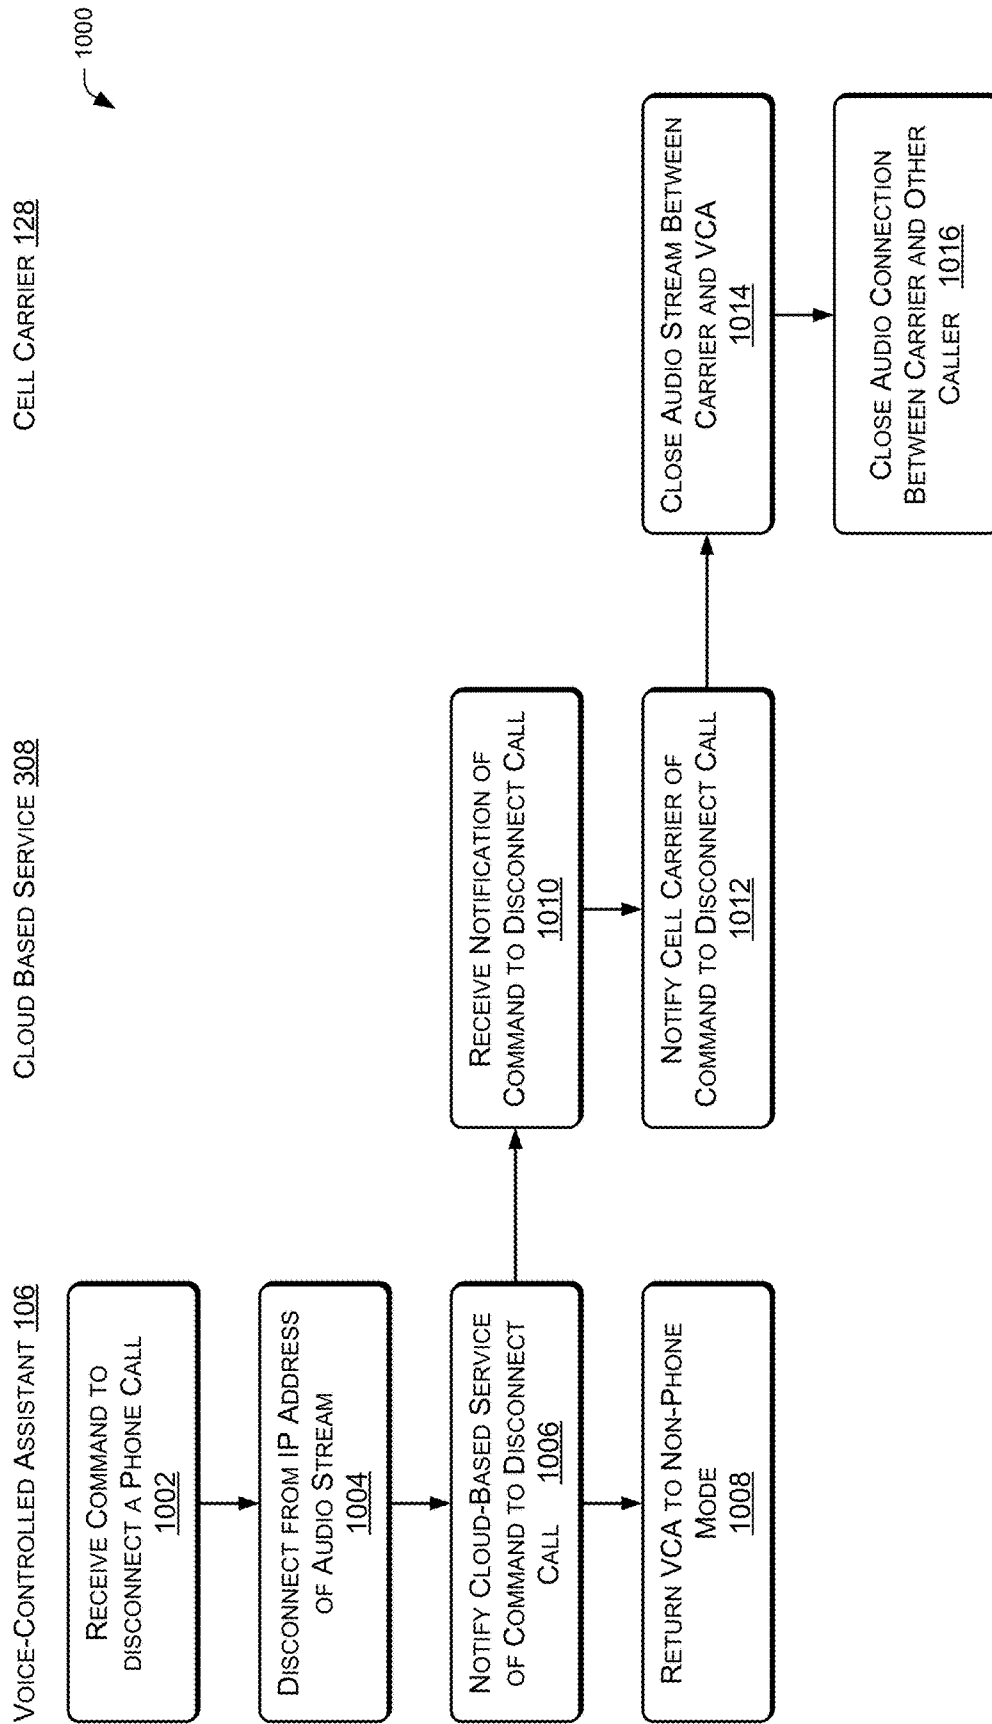 1000
VOICE-CONTROLLED ASSISTANT 106
CLOUD BASED SERVICE 308
CELL CARRIER 128
RECEIVE COMMAND TO
DISCONNECT A PHONE CALL
1002
DISCONNECT FROM IP ADDRESS
OF AUDIO STREAM
1004
NOTIFY CLOUD-BASED SERVICE
OF COMMAND TO DISCONNECT
CALL 1006
RETURN VCA TO NON-PHONE
MODE
1008
RECEIVE NOTIFICATION OF
COMMAND TO DISCONNECT CALL
1010
NOTIFY CELL CARRIER OF
COMMAND TO DISCONNECT CALL
1012
CLOSE AUDIO STREAM BETWEEN
CARRIER AND VCA
1014
CLOSE AUDIO CONNECTION
BETWEEN CARRIER AND OTHER
CALLER 1016